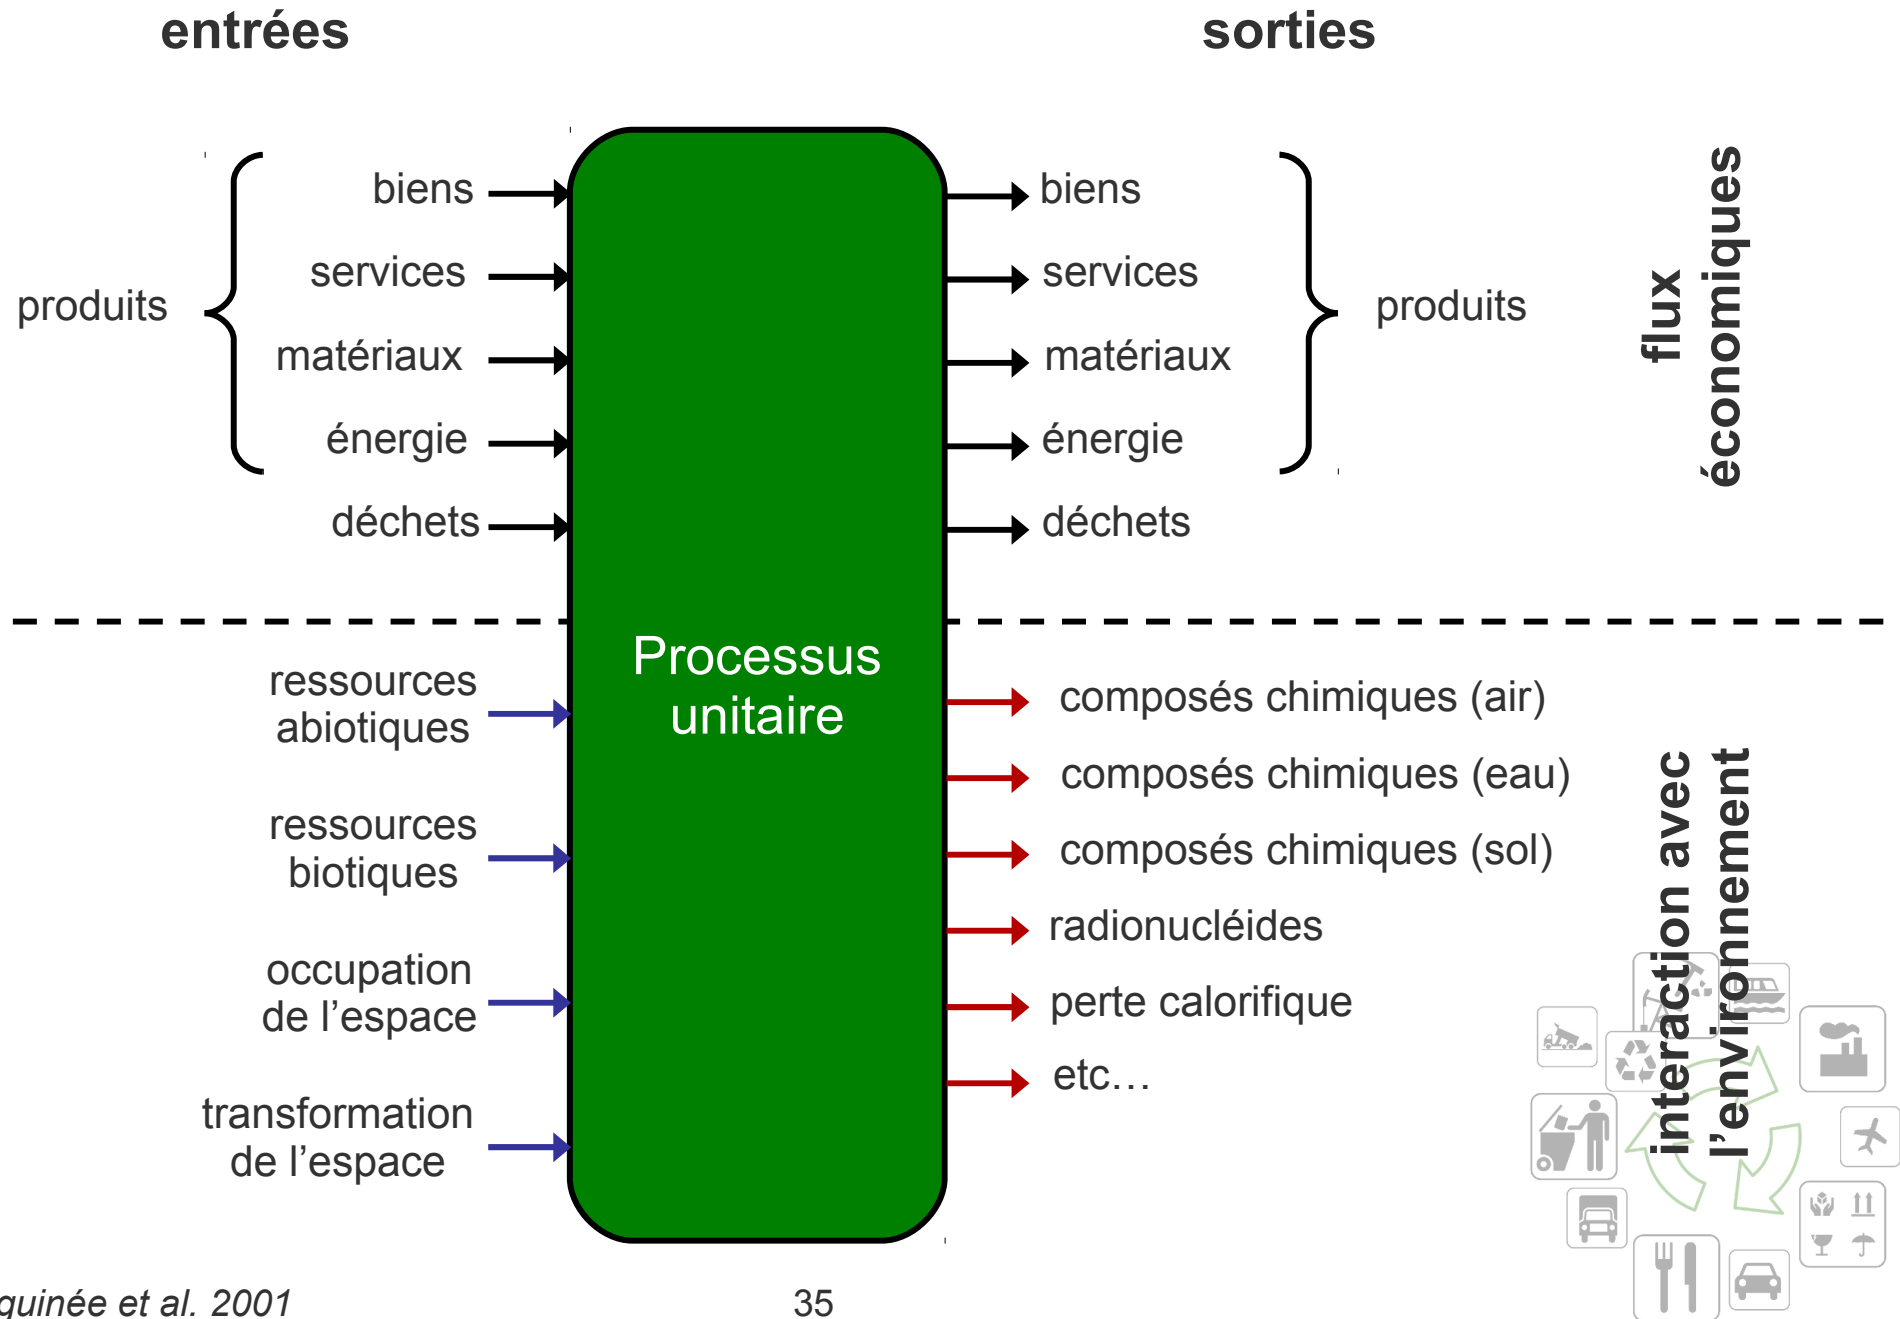 entrées
sorties
produits
biens
services
matériaux
énergie
déchets
biens
services
matériaux
énergie
déchets
produits
flux
économiques
Processus
unitaire
ressources
abiotiques
ressources
biotiques
occupation
de l’espace
transformation
de l’espace
composés chimiques (air)
composés chimiques (eau)
composés chimiques (sol)
radionucléides
perte calorifique
etc…
interaction avec
l’environnement
guinée et al. 2001
35